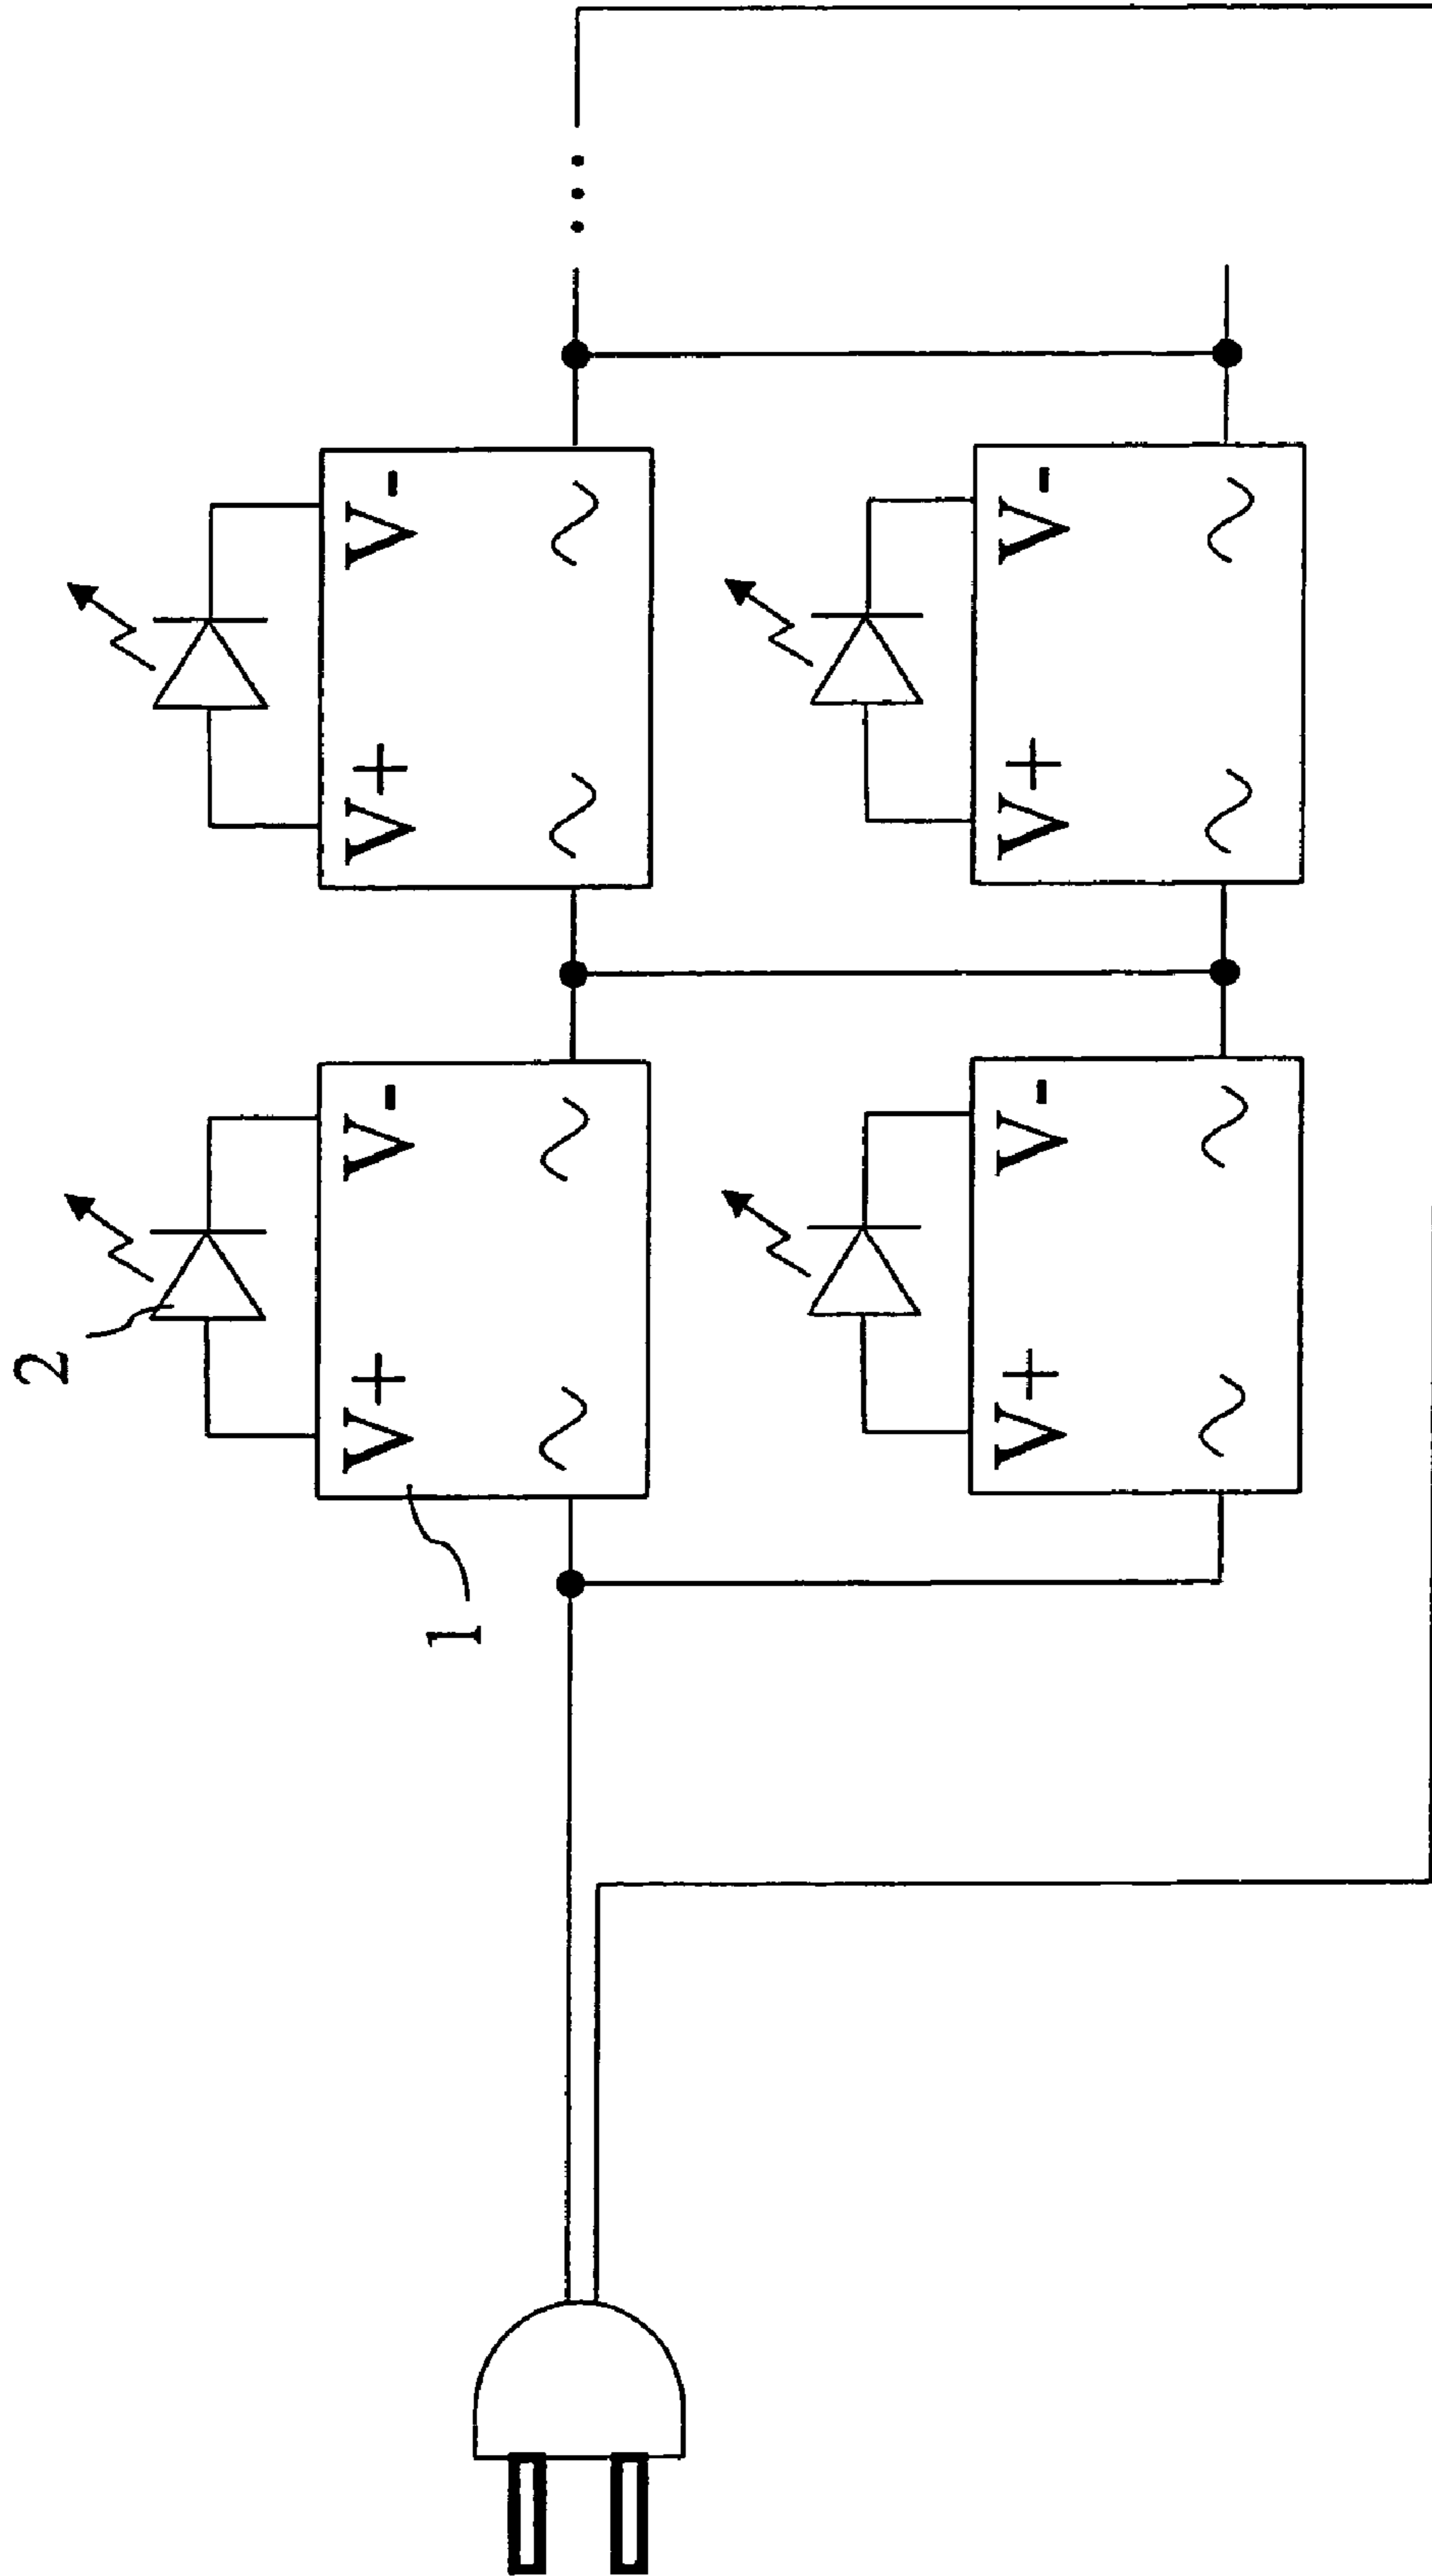 2
V+ V- V+ V-
1
~ ~ ~ ~
V+ V- V+ V-
~ ~ ~ ~